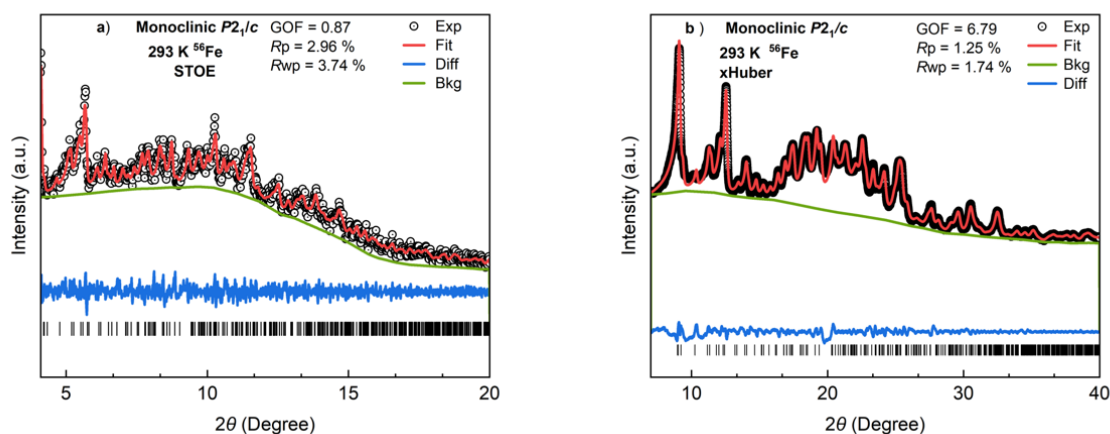 a) Monoclinic P2₁/c
293 K ⁵⁶Fe
STOE
GOF = 0.87
Rp = 2.96 %
Rwp = 3.74 %
Exp
Fit
Diff
Bkg
Intensity (a.u.)
5 10 15 20
2θ (Degree)
b ) Monoclinic P2₁/c
293 K ⁵⁶Fe
xHuber
GOF = 6.79
Rp = 1.25 %
Rwp = 1.74 %
Exp
Fit
Bkg
Diff
Intensity (a.u.)
10 20 30 40
2θ (Degree)